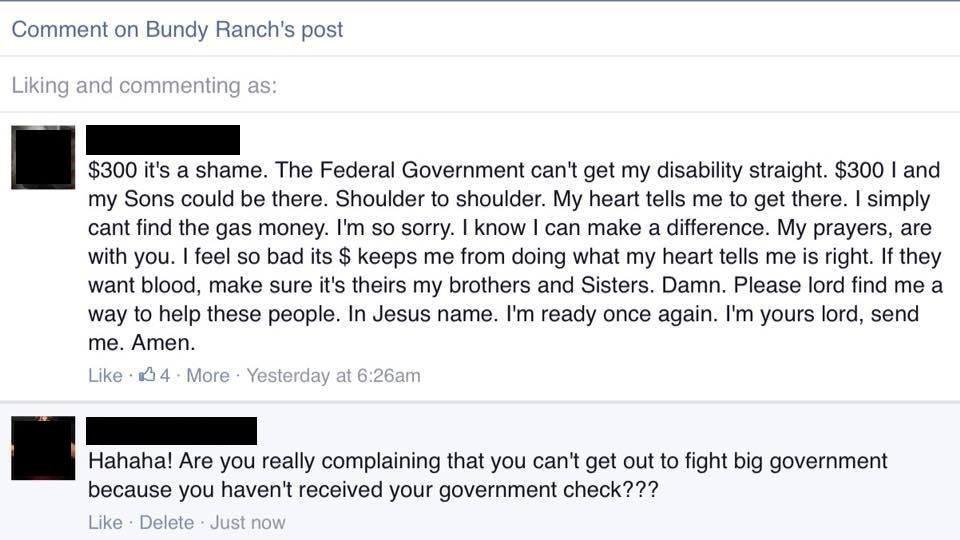 Comment on Bundy Ranch's post
Liking and commenting as:
$300 it's a shame. The Federal Government can't get my disability straight. $300 I and
my Sons could be there. Shoulder to shoulder. My heart tells me to get there. I simply
cant find the gas money. I'm so sorry. I know I can make a difference. My prayers, are
with you. I feel so bad its $ keeps me from doing what my heart tells me is right. If they
want blood, make sure it's theirs my brothers and Sisters. Damn. Please lord find me a
way to help these people. In Jesus name. I'm ready once again. I'm yours lord, send
me. Amen.
Like · 4 · More · Yesterday at 6:26am
Hahaha! Are you really complaining that you can't get out to fight big government
because you haven't received your government check???
Like · Delete · Just now